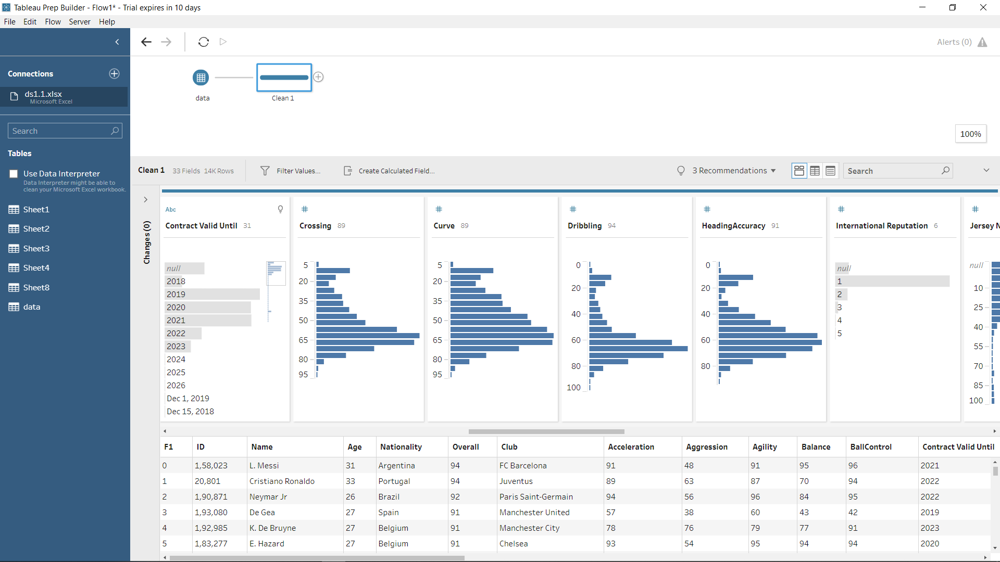 Tableau Prep Builder - Flow1* - Trial expires in 10 days
File Edit Flow Server Help
Alerts (0)
Connections
ds1.1.xlsx
Microsoft Excel
Search
Tables
Use Data Interpreter
Data Interpreter might be able to
clean your Microsoft Excel workbook.
Sheet1
Sheet2
Sheet3
Sheet4
Sheet8
data
data
Clean 1
100%
Clean 1 33 Fields 14K Rows
Filter Values...
Create Calculated Field...
3 Recommendations
Search
Changes (0)
Abc
Contract Valid Until 31
null
2018
2019
2020
2021
2022
2023
2024
2025
2026
Dec 1, 2019
Dec 15, 2018
#
Crossing 89
5
20
35
50
65
80
95
#
Curve 89
5
20
35
50
65
80
95
#
Dribbling 94
0
20
40
60
80
100
#
HeadingAccuracy 91
0
20
40
60
80
#
International Reputation 6
null
1
2
3
4
5
#
Jersey N
null
10
25
40
55
70
85
100
F1 ID Name Age Nationality Overall Club Acceleration Aggression Agility Balance BallControl Contract Valid Until
0 1,58,023 L. Messi 31 Argentina 94 FC Barcelona 91 48 91 95 96 2021
1 20,801 Cristiano Ronaldo 33 Portugal 94 Juventus 89 63 87 70 94 2022
2 1,90,871 Neymar Jr 26 Brazil 92 Paris Saint-Germain 94 56 96 84 95 2022
3 1,93,080 De Gea 27 Spain 91 Manchester United 57 38 60 43 42 2019
4 1,92,985 K. De Bruyne 27 Belgium 91 Manchester City 78 76 79 77 91 2023
5 1,83,277 E. Hazard 27 Belgium 91 Chelsea 93 54 95 94 94 2020